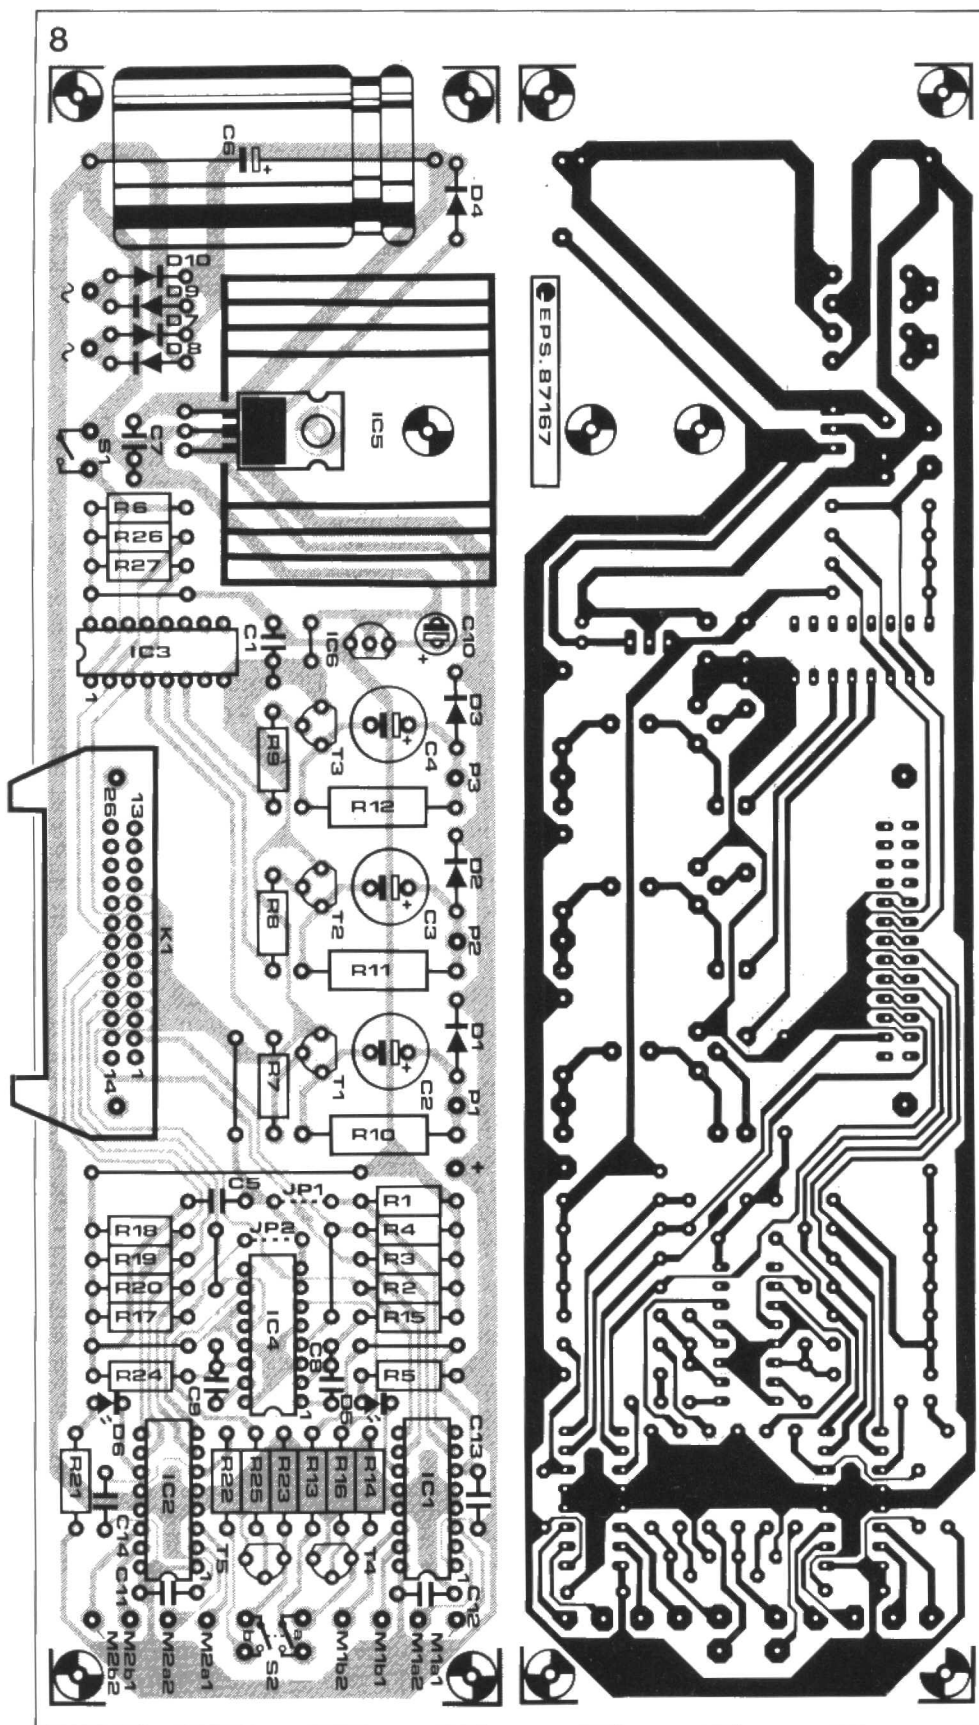 8
C6
+
D4
D10
D9
D7
D8
~
~
EPS.87167
IC5
S1
C7
R6
R26
R27
IC3
1
C1
IC6
C10
+
D3
R9
T3
+
C4
P3
R12
26
13
K1
14
1
D2
R8
T2
+
C3
P2
R11
D1
R7
T1
+
C2
P1
R10
+
C5
JP1
R1
R18
JP2
R4
R19
R3
R20
R2
R17
IC4
R15
R24
C9
C8
R5
1
D6
D5
R21
IC2
R22
R25
R23
R13
R16
R14
IC1
C13
C14
C11
1
T5
T4
1
C12
M2b2
M2b1
M2a2
M2a1
b
a
S2
M1b2
M1b1
M1a2
M1a1